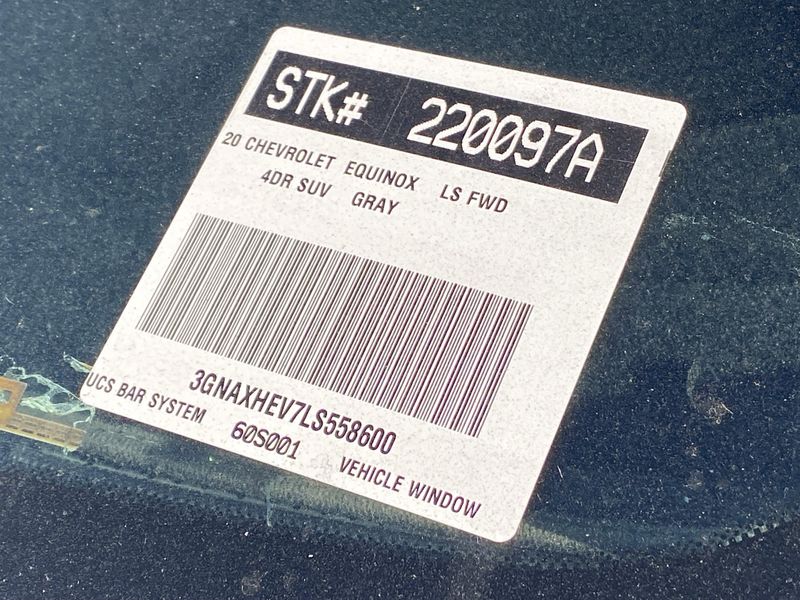 STK# 220097A
20 CHEVROLET EQUINOX LS FWD
4DR SUV GRAY
3GNAXHEV7LS558600
UCS BAR SYSTEM 60S001 VEHICLE WINDOW